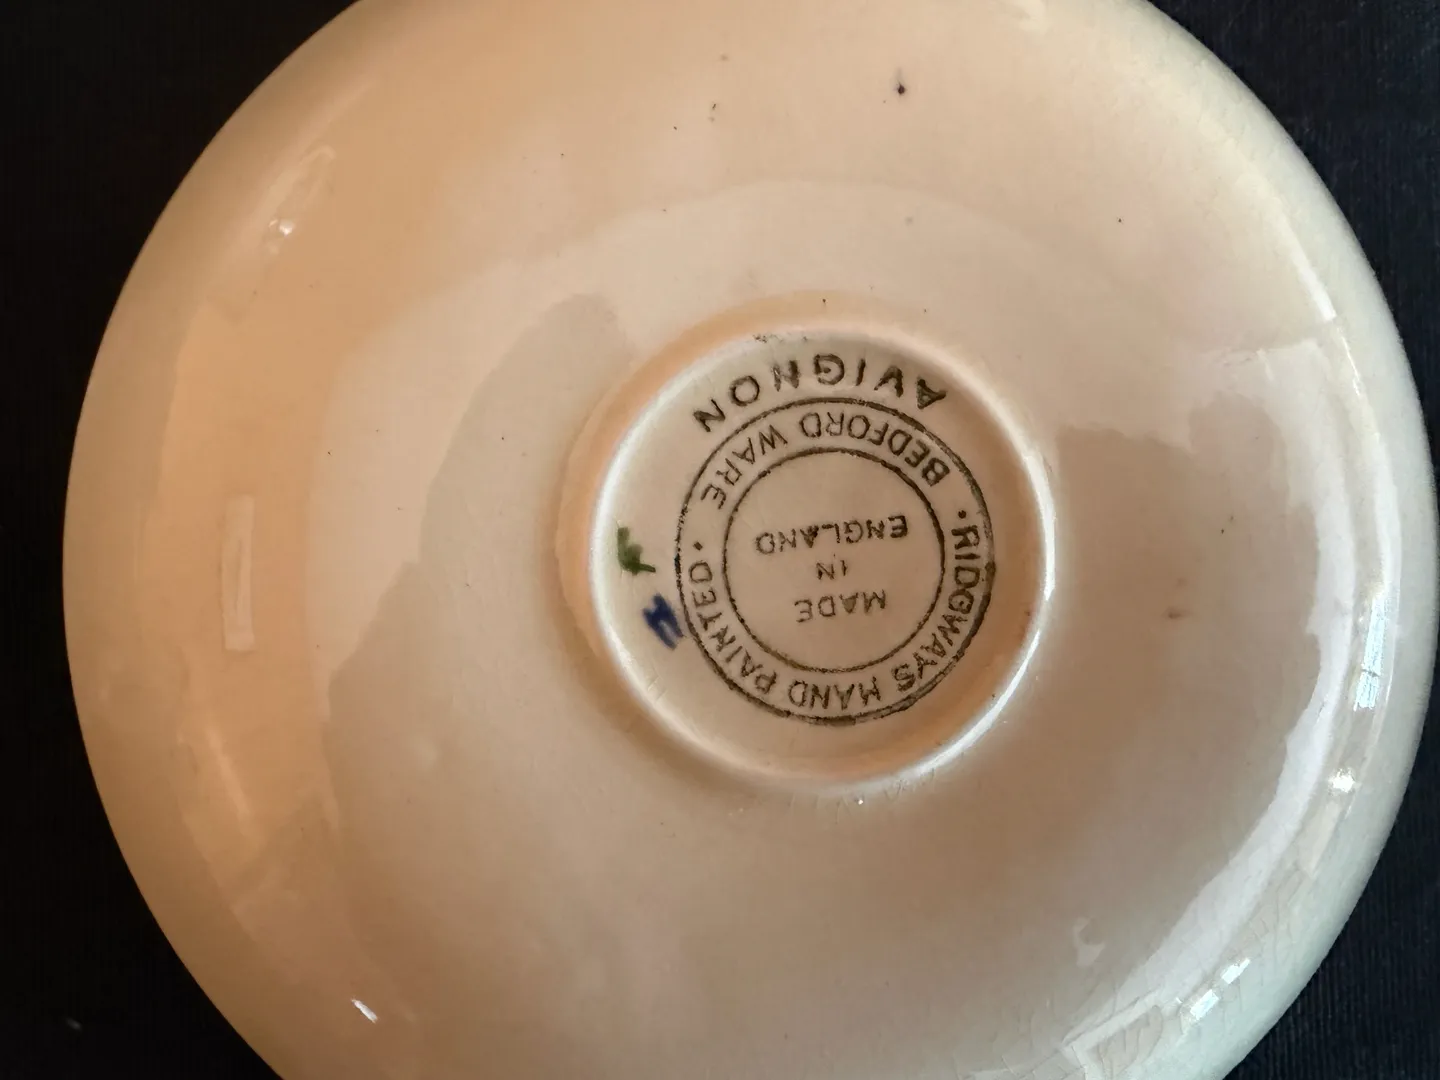 AVIGNON
BEDFORD WARE
· RIDGWAYS HAND PAINTED ·
MADE
IN
ENGLAND